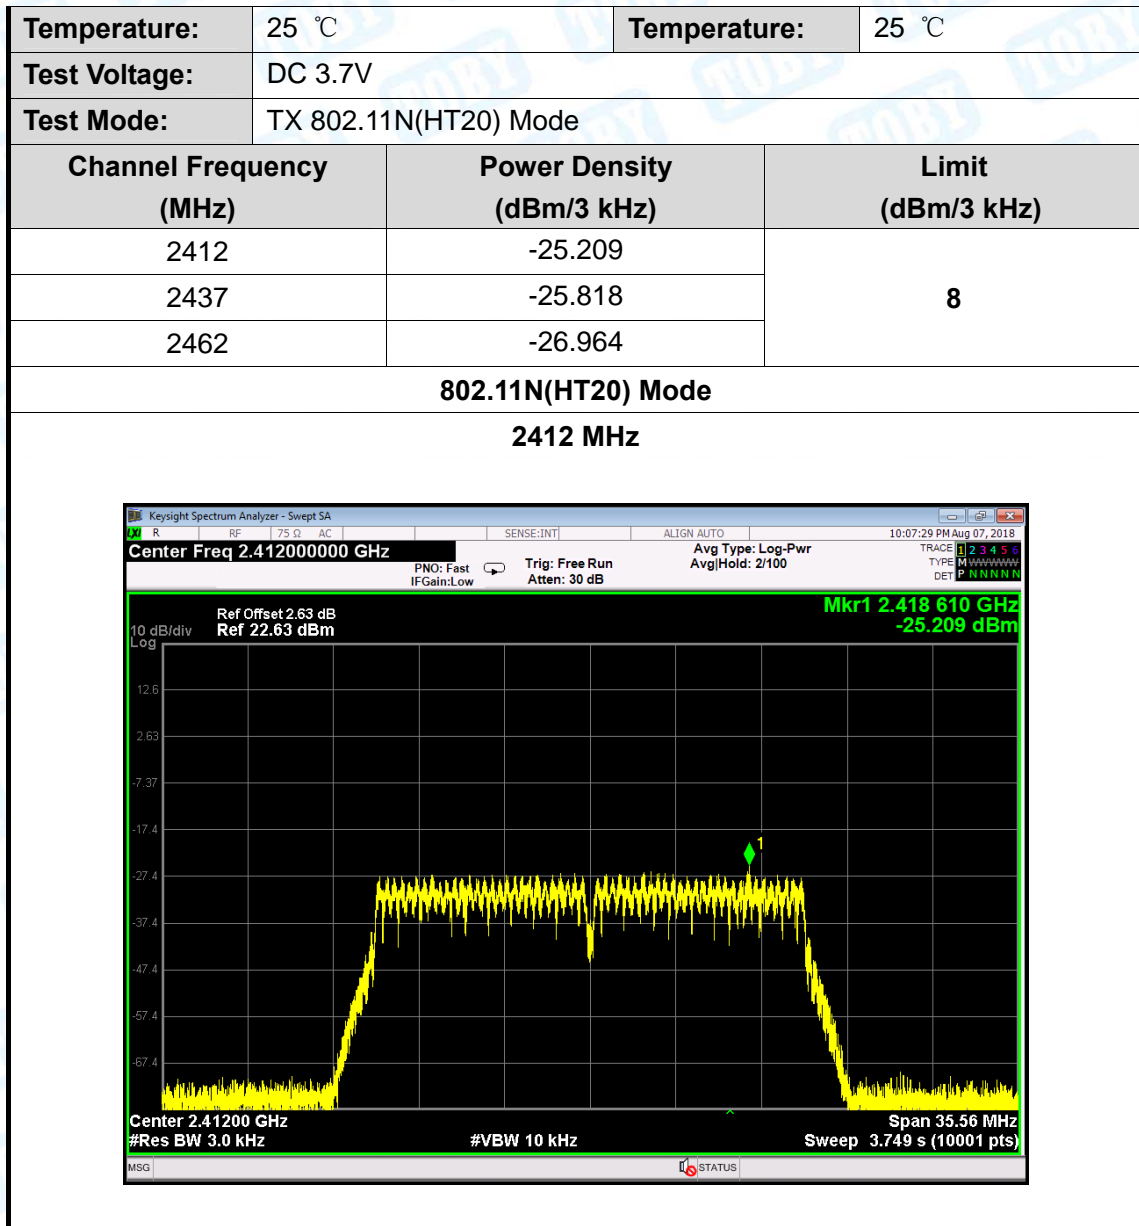 Temperature: 25 ℃ Temperature: 25 ℃
Test Voltage: DC 3.7V
Test Mode: TX 802.11N(HT20) Mode
Channel Frequency (MHz) Power Density (dBm/3 kHz) Limit (dBm/3 kHz)
2412 -25.209
2437 -25.818 8
2462 -26.964
802.11N(HT20) Mode
2412 MHz
Keysight Spectrum Analyzer - Swept SA
LXI R RF 75 Ω AC SENSE:INT ALIGN AUTO 10:07:29 PM Aug 07, 2018
Center Freq 2.412000000 GHz
PNO: Fast
IFGain:Low
Trig: Free Run
Atten: 30 dB
Avg Type: Log-Pwr
Avg|Hold: 2/100
TRACE 1 2 3 4 5 6
TYPE M WWWWW
DET P N N N N N
Mkr1 2.418 610 GHz
-25.209 dBm
Ref Offset 2.63 dB
10 dB/div Ref 22.63 dBm
Log
1
12.6
2.63
-7.37
-17.4
-27.4
-37.4
-47.4
-57.4
-67.4
Center 2.41200 GHz Span 35.56 MHz
#Res BW 3.0 kHz #VBW 10 kHz Sweep 3.749 s (10001 pts)
MSG STATUS
TOBY